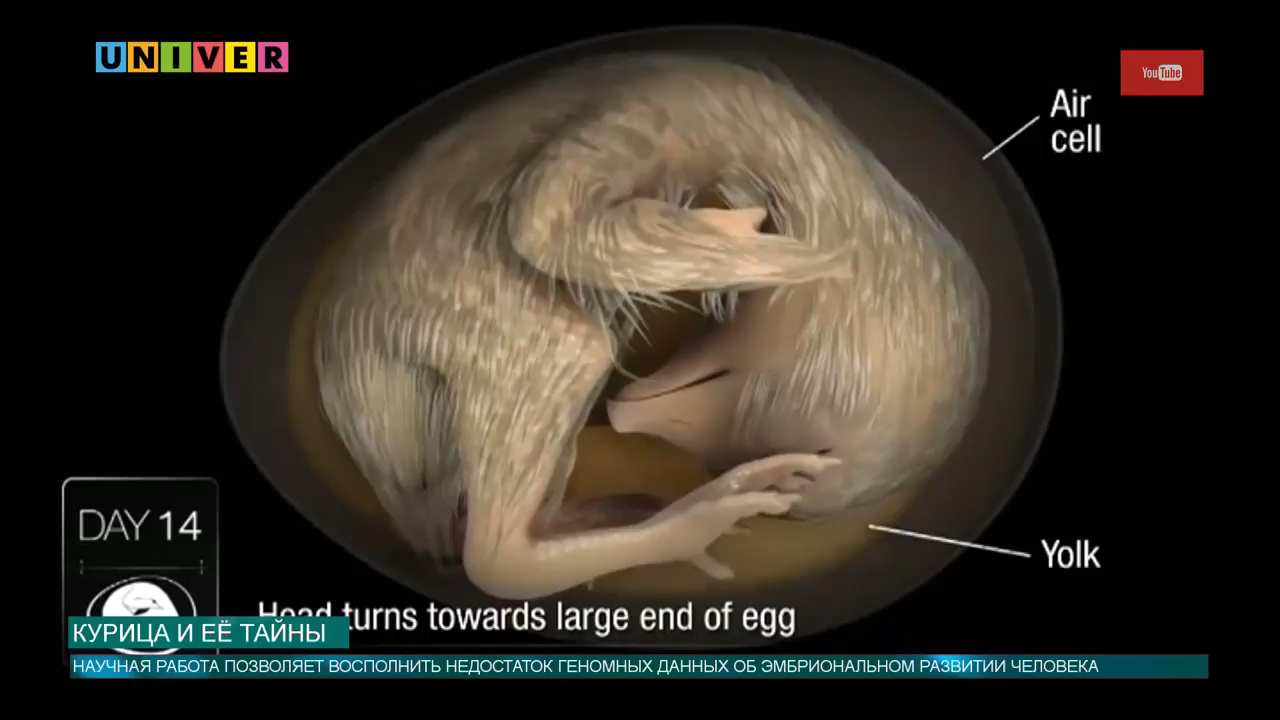 UNIVER
YouTube
Air
cell
DAY 14
Yolk
Head turns towards large end of egg
КУРИЦА И ЕЁ ТАЙНЫ
НАУЧНАЯ РАБОТА ПОЗВОЛЯЕТ ВОСПОЛНИТЬ НЕДОСТАТОК ГЕНОМНЫХ ДАННЫХ ОБ ЭМБРИОНАЛЬНОМ РАЗВИТИИ ЧЕЛОВЕКА